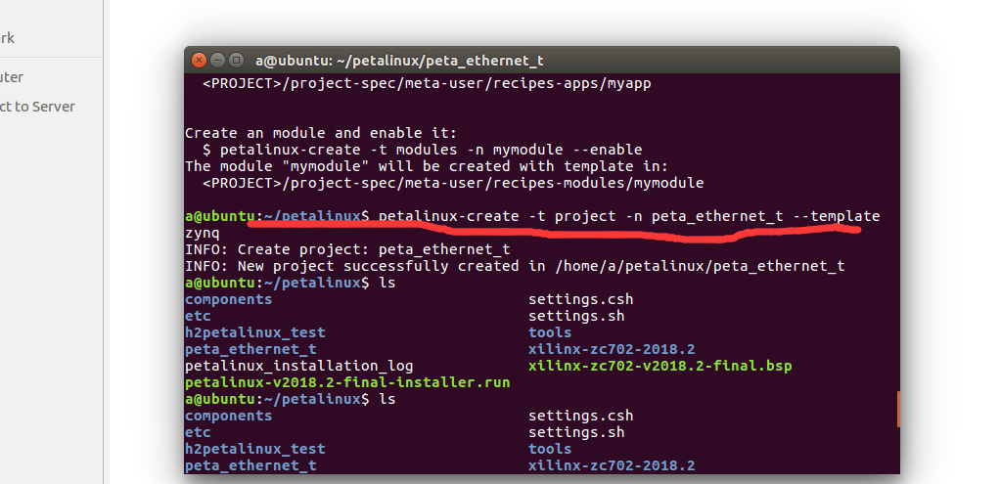 rk
uter
ct to Server
a@ubuntu: ~/petalinux/peta_ethernet_t
<PROJECT>/project-spec/meta-user/recipes-apps/myapp
Create an module and enable it:
$ petalinux-create -t modules -n mymodule --enable
The module "mymodule" will be created with template in:
<PROJECT>/project-spec/meta-user/recipes-modules/mymodule
a@ubuntu:~/petalinux$ petalinux-create -t project -n peta_ethernet_t --template
zynq
INFO: Create project: peta_ethernet_t
INFO: New project successfully created in /home/a/petalinux/peta_ethernet_t
a@ubuntu:~/petalinux$ ls
components settings.csh
etc settings.sh
h2petalinux_test tools
peta_ethernet_t xilinx-zc702-2018.2
petalinux_installation_log xilinx-zc702-v2018.2-final.bsp
petalinux-v2018.2-final-installer.run
a@ubuntu:~/petalinux$ ls
components settings.csh
etc settings.sh
h2petalinux_test tools
peta_ethernet_t xilinx-zc702-2018.2